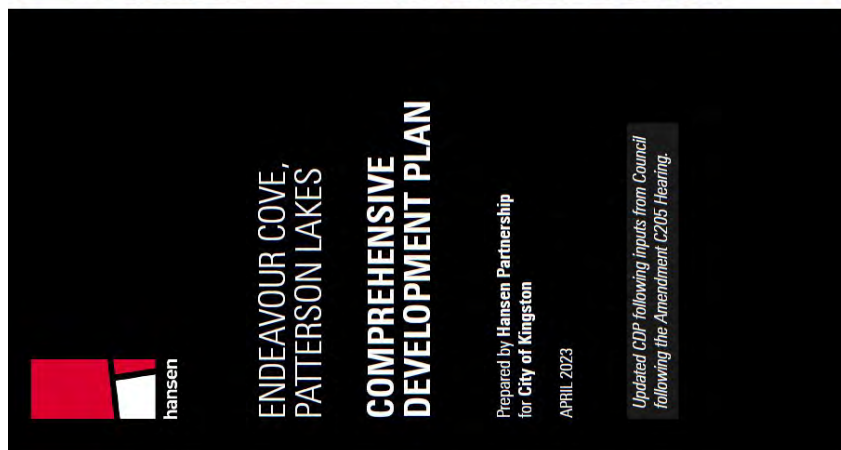 hansen
ENDEAVOUR COVE,
PATTERSON LAKES
COMPREHENSIVE
DEVELOPMENT PLAN
Prepared by Hansen Partnership
for City of Kingston
APRIL 2023
Updated CDP following inputs from Council
following the Amendment C205 Hearing.